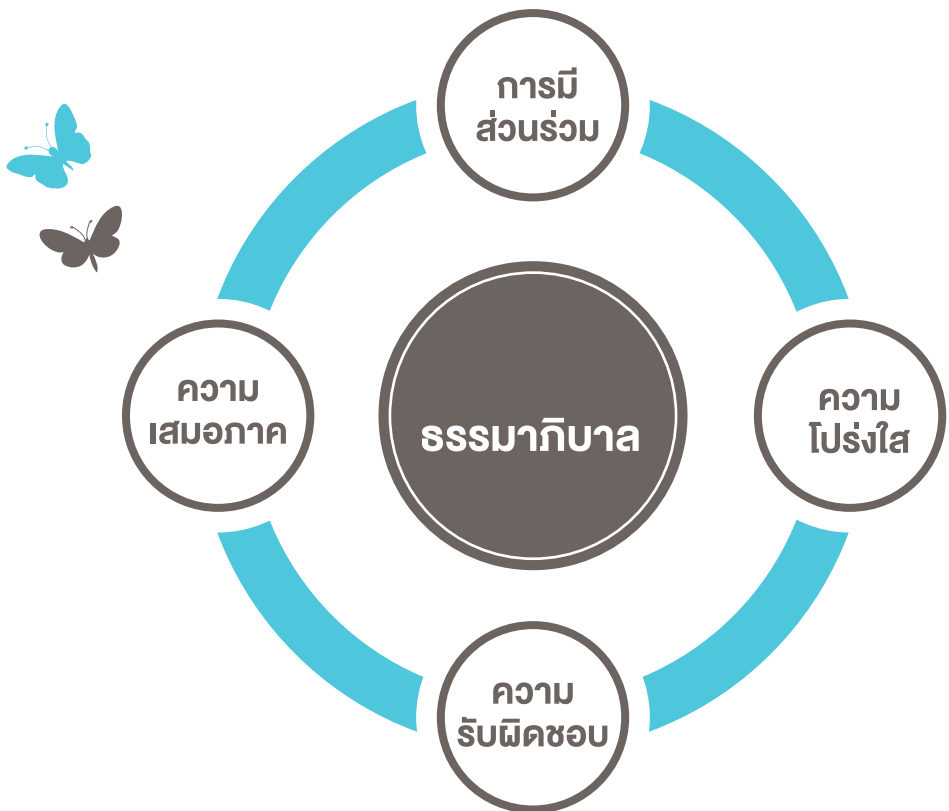 การมี
ส่วนร่วม
ความ
เสมอภาค
ธรรมาภิบาล
ความ
โปร่งใส
ความ
รับผิดชอบ